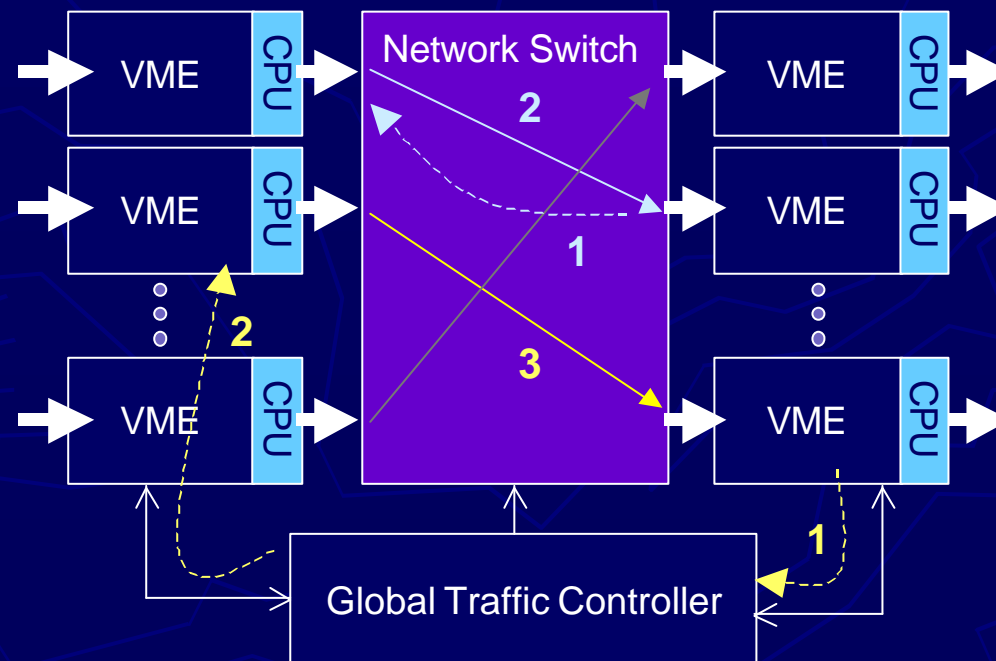 VME
CPU
Network Switch
VME
CPU
2
VME
CPU
1
VME
CPU
2
3
VME
CPU
VME
CPU
1
Global Traffic Controller